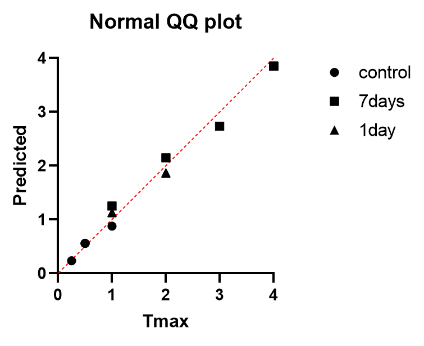 Normal QQ plot
Predicted
4
3
2
1
0
0 1 2 3 4
Tmax
control
7days
1day